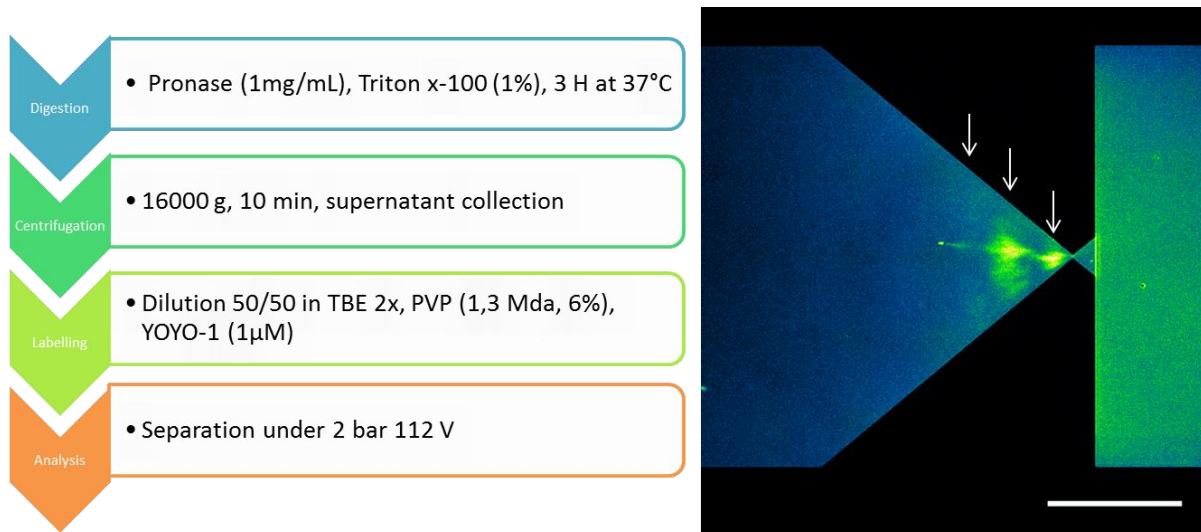 Digestion
• Pronase (1mg/mL), Triton x-100 (1%), 3 H at 37°C
Centrifugation
• 16000 g, 10 min, supernatant collection
Labelling
• Dilution 50/50 in TBE 2x, PVP (1,3 Mda, 6%),
YOYO-1 (1µM)
Analysis
• Separation under 2 bar 112 V